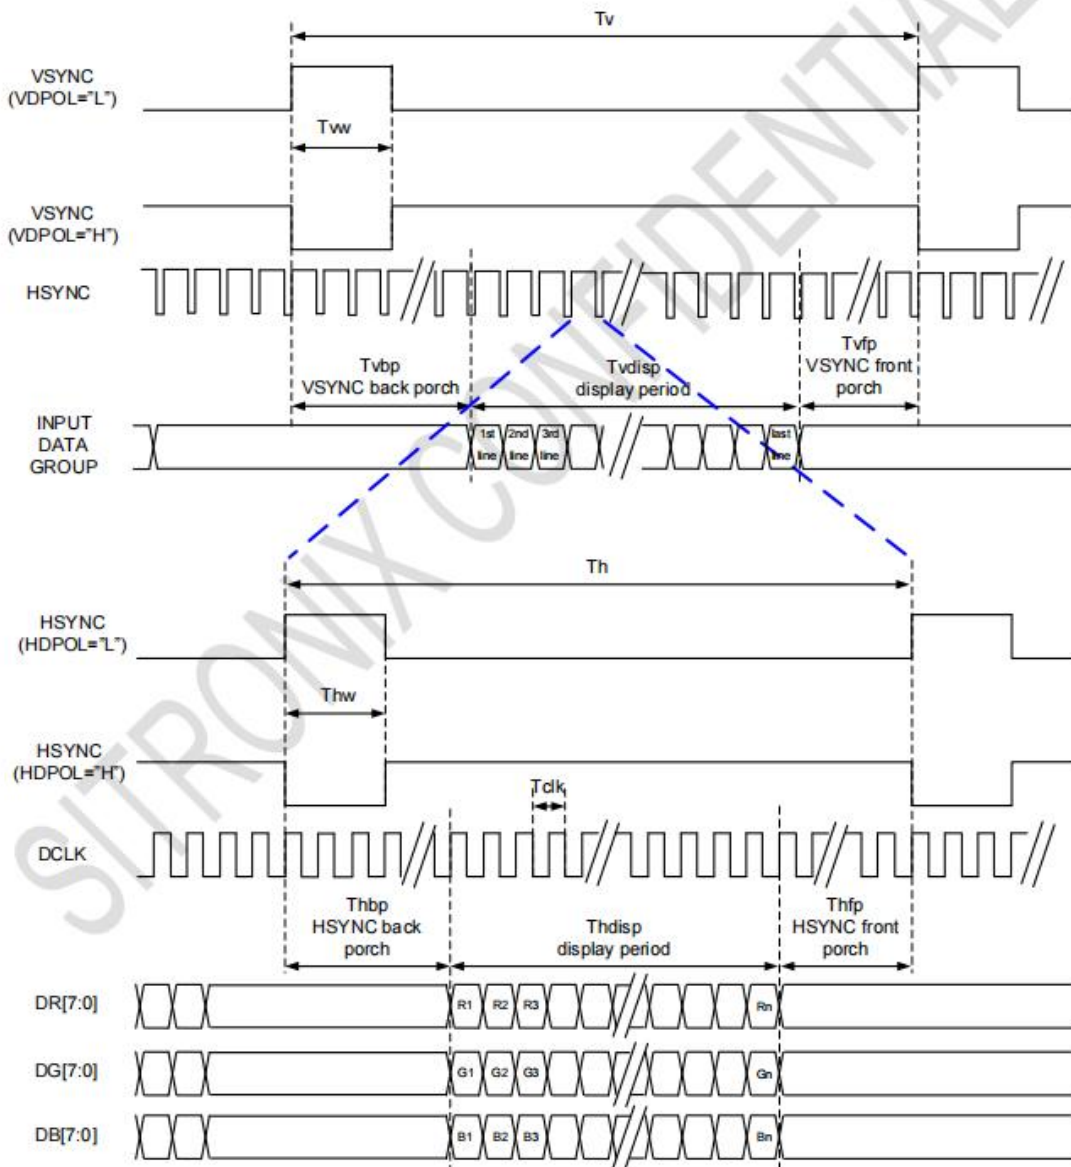 Tv
VSYNC
(VDPOL="L")
Tvw
VSYNC
(VDPOL="H")
HSYNC
Tvbp
VSYNC back porch
Tvdisp
display period
Tvfp
VSYNC front
porch
INPUT
DATA
GROUP
1st
line
2nd
line
3rd
line
last
line
Th
HSYNC
(HDPOL="L")
Thw
HSYNC
(HDPOL="H")
Tclk
DCLK
Thbp
HSYNC back
porch
Thdisp
display period
Thfp
HSYNC front
porch
DR[7:0]
R1 R2 R3 Rn
DG[7:0]
G1 G2 G3 Gn
DB[7:0]
B1 B2 B3 Bn
SITRONIX CONFIDENTIAL